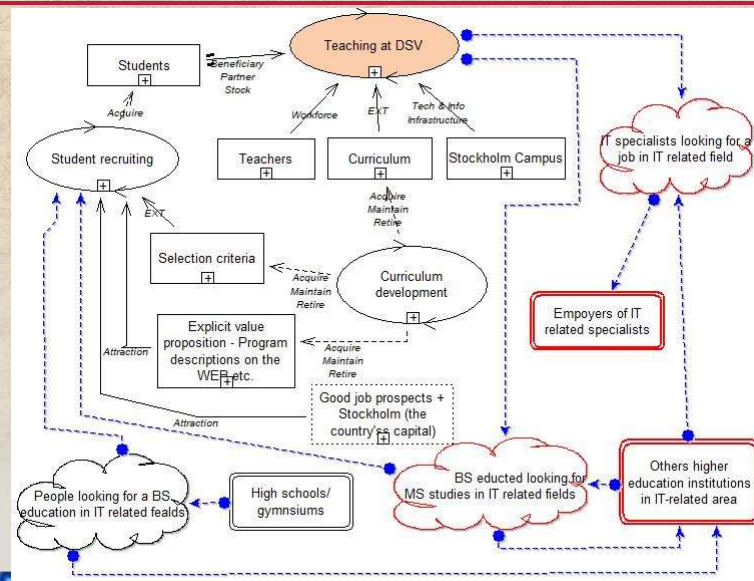 Teaching at DSV
Students
Beneficiary
Partner
Stock
Acquire
Workforce
EXT
Tech & Info
Infrastructure
Student recruiting
Teachers
Curriculum
Stockholm Campus
IT specialists looking for a
job in IT related field
EXT
Acquire
Maintain
Retire
Selection criteria
Acquire
Maintain
Retire
Curriculum
development
Empoyers of IT
related specialists
Explicit value
proposition - Program
descriptions on the
WEB etc.
Attraction
Acquire
Maintain
Retire
Good job prospects +
Stockholm (the
country'ss capital)
Attraction
People looking for a BS
education in IT related fealds
High schools/
gymnsiums
BS educted looking for
MS studies in IT related fields
Others higher
education institutions
in IT-related area